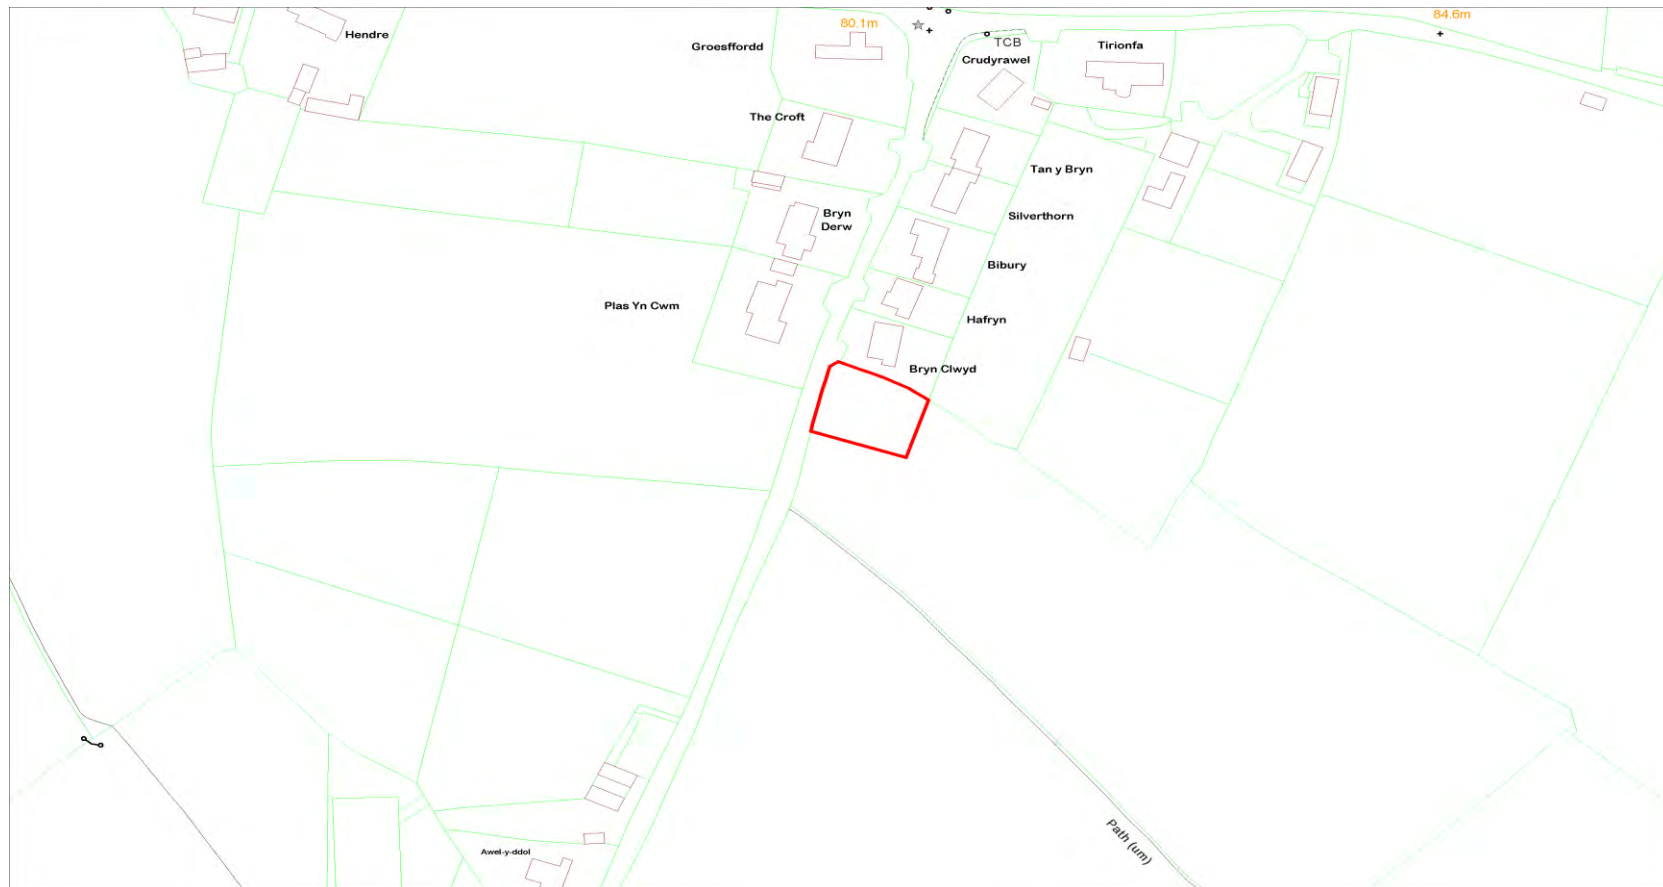 80.1m
84.6m
Hendre
Groesffordd
TCB
Tirionfa
Crudyrawel
The Croft
Tan y Bryn
Bryn
Derw
Silverthorn
Bibury
Plas Yn Cwm
Hafryn
Bryn Clwyd
Path (um)
Awel-y-ddol